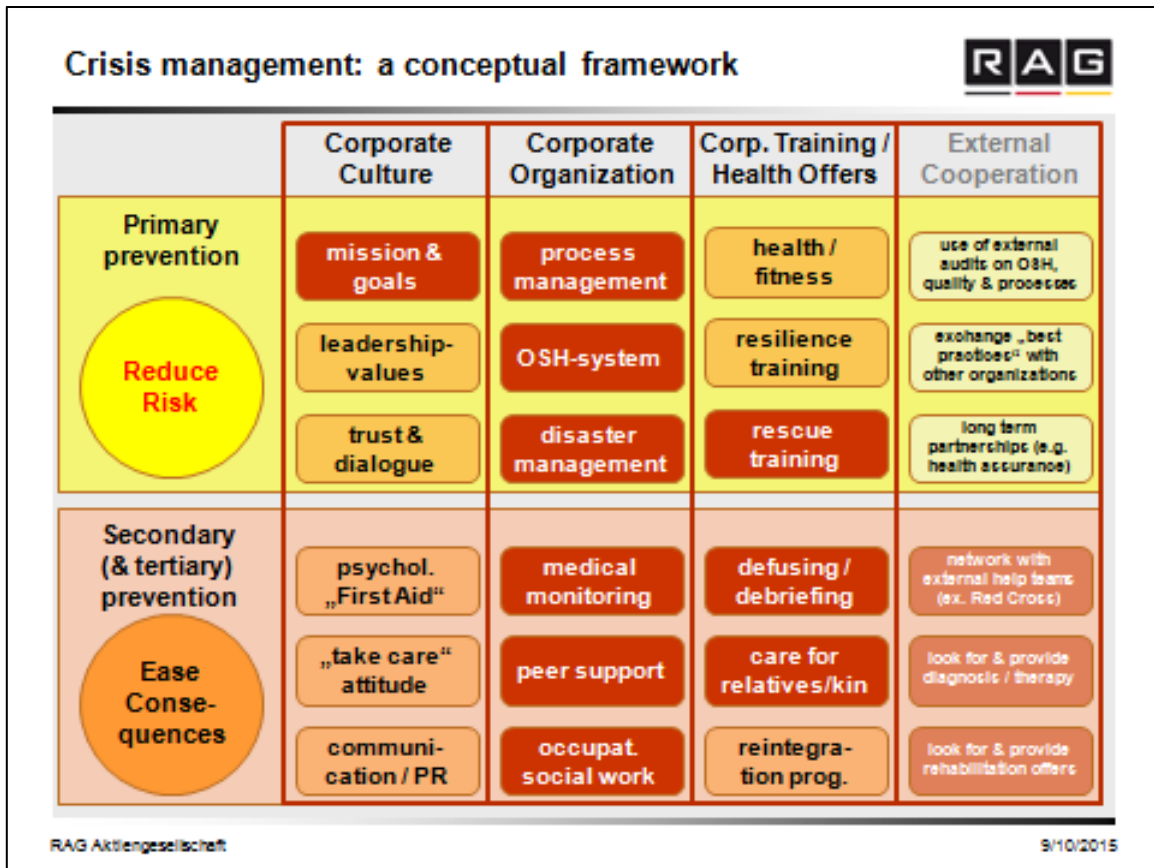 Crisis management: a conceptual framework
RAG
Corporate
Culture
Corporate
Organization
Corp. Training /
Health Offers
External
Cooperation
Primary
prevention
Reduce
Risk
mission &
goals
process
management
health /
fitness
use of external
audits on OSH,
quality & processes
leadership-
values
OSH-system
resilience
training
exchange „best
practices“ with
other organizations
trust &
dialogue
disaster
management
rescue
training
long term
partnerships (e.g.
health assurance)
Secondary
(& tertiary)
prevention
Ease
Conse-
quences
psychol.
„First Aid“
medical
monitoring
defusing /
debriefing
network with
external help teams
(ex. Red Cross)
„take care“
attitude
peer support
care for
relatives/kin
look for & provide
diagnosis / therapy
communi-
cation / PR
occupat.
social work
reintegra-
tion prog.
look for & provide
rehabilitation offers
RAG Aktiengesellschaft
9/10/2015